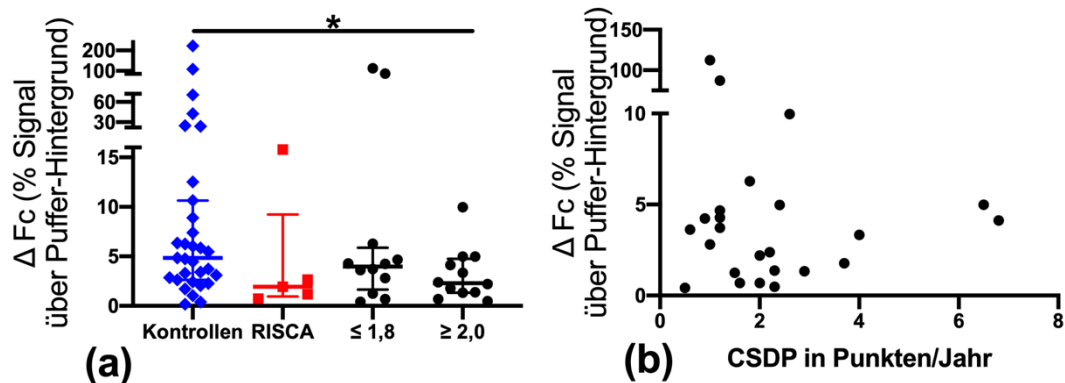 Δ Fc (% Signal
über Puffer-Hintergrund)
*
200
100
60
30
15
10
5
0
Kontrollen RISCA ≤ 1,8 ≥ 2,0
(a)
Δ Fc (% Signal
über Puffer-Hintergrund)
150
100
10
5
0
0 2 4 6 8
CSDP in Punkten/Jahr
(b)